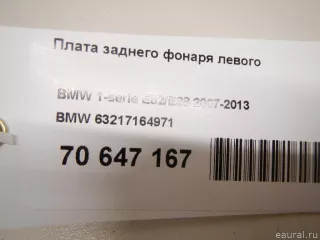 Плата заднего фонаря левого
BMW 1-serie E82/E88 2007-2013
BMW 63217164971
70 647 167
eaural.ru